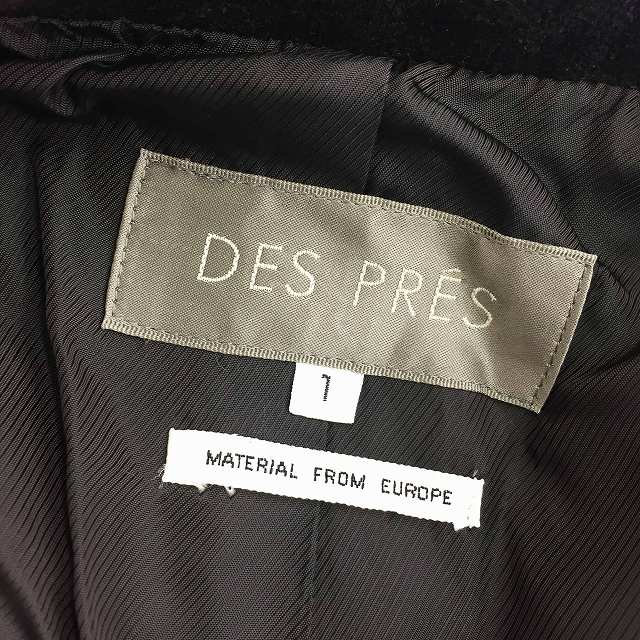 DES PRÉS
1
MATERIAL FROM EUROPE